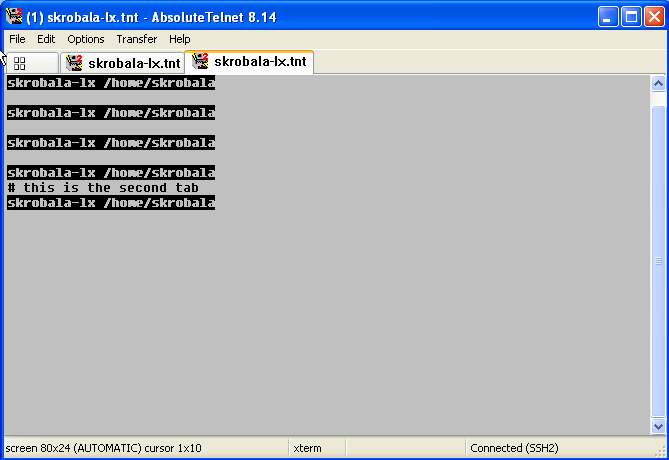 (1) skrobala-lx.tnt - AbsoluteTelnet 8.14
File Edit Options Transfer Help
skrobala-lx.tnt skrobala-lx.tnt
skrobala-lx /home/skrobala
skrobala-lx /home/skrobala
skrobala-lx /home/skrobala
skrobala-lx /home/skrobala
# this is the second tab
skrobala-lx /home/skrobala
screen 80x24 (AUTOMATIC) cursor 1x10 xterm Connected (SSH2)